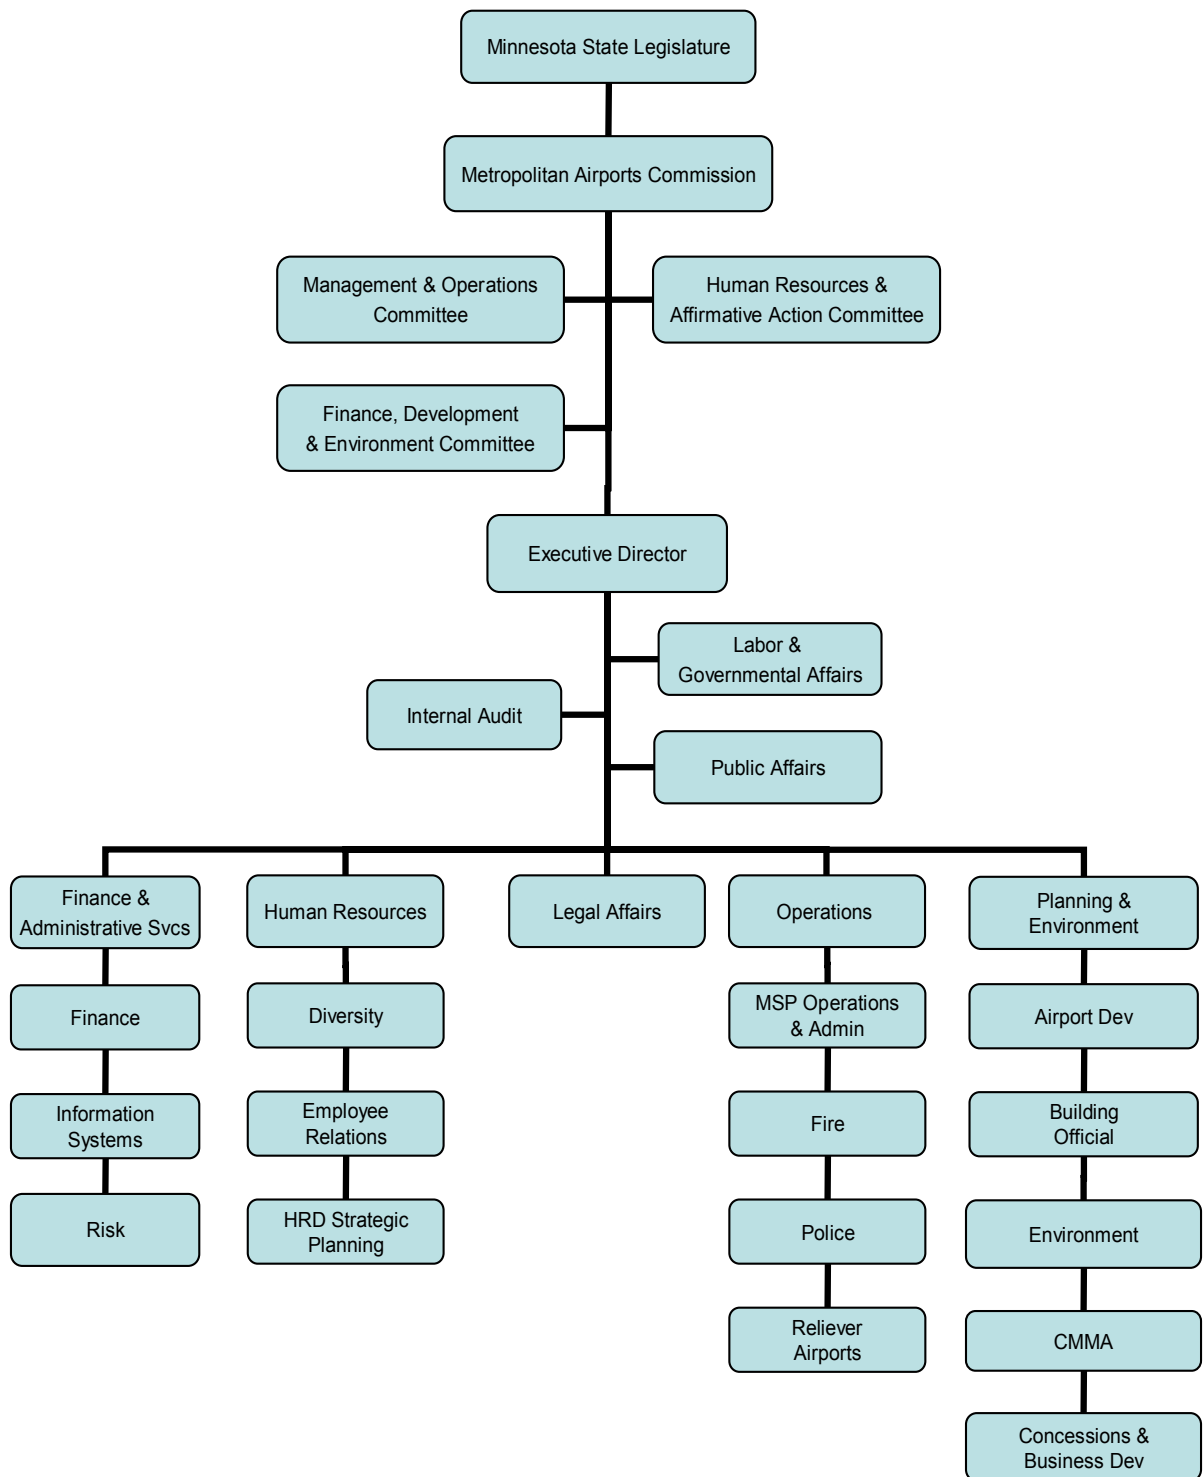 Minnesota State Legislature
Metropolitan Airports Commission
Management & Operations
Committee
Human Resources &
Affirmative Action Committee
Finance, Development
& Environment Committee
Executive Director
Labor &
Governmental Affairs
Internal Audit
Public Affairs
Finance &
Administrative Svcs
Human Resources
Legal Affairs
Operations
Planning &
Environment
Finance
Diversity
MSP Operations
& Admin
Airport Dev
Information
Systems
Employee
Relations
Fire
Building
Official
Risk
HRD Strategic
Planning
Police
Environment
Reliever
Airports
CMMA
Concessions &
Business Dev